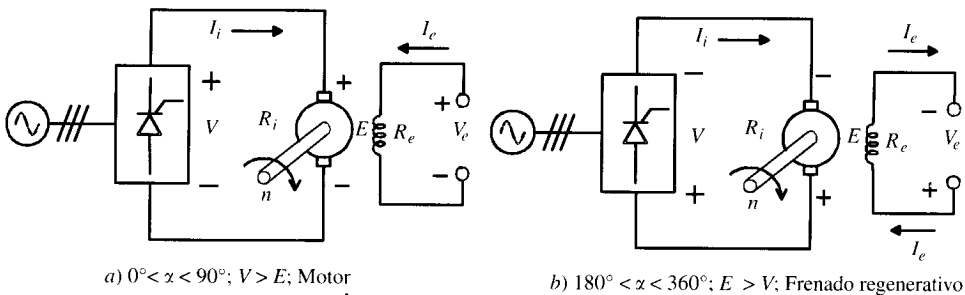 I_i
I_e
+
V
−
R_i
n
+
E
−
R_e
+
V_e
−
a) 0° < α < 90°; V > E; Motor
I_i
I_e
−
V
+
R_i
n
−
E
+
R_e
−
V_e
+
I_e
b) 180° < α < 360°; E > V; Frenado regenerativo